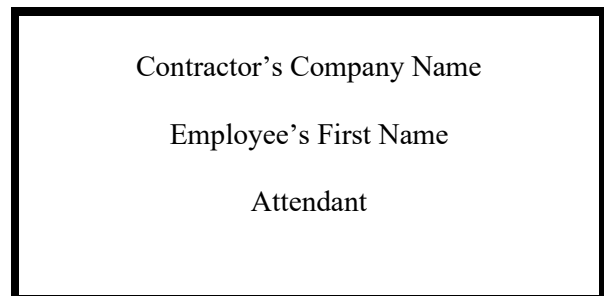 Contractor’s Company Name
Employee’s First Name
Attendant